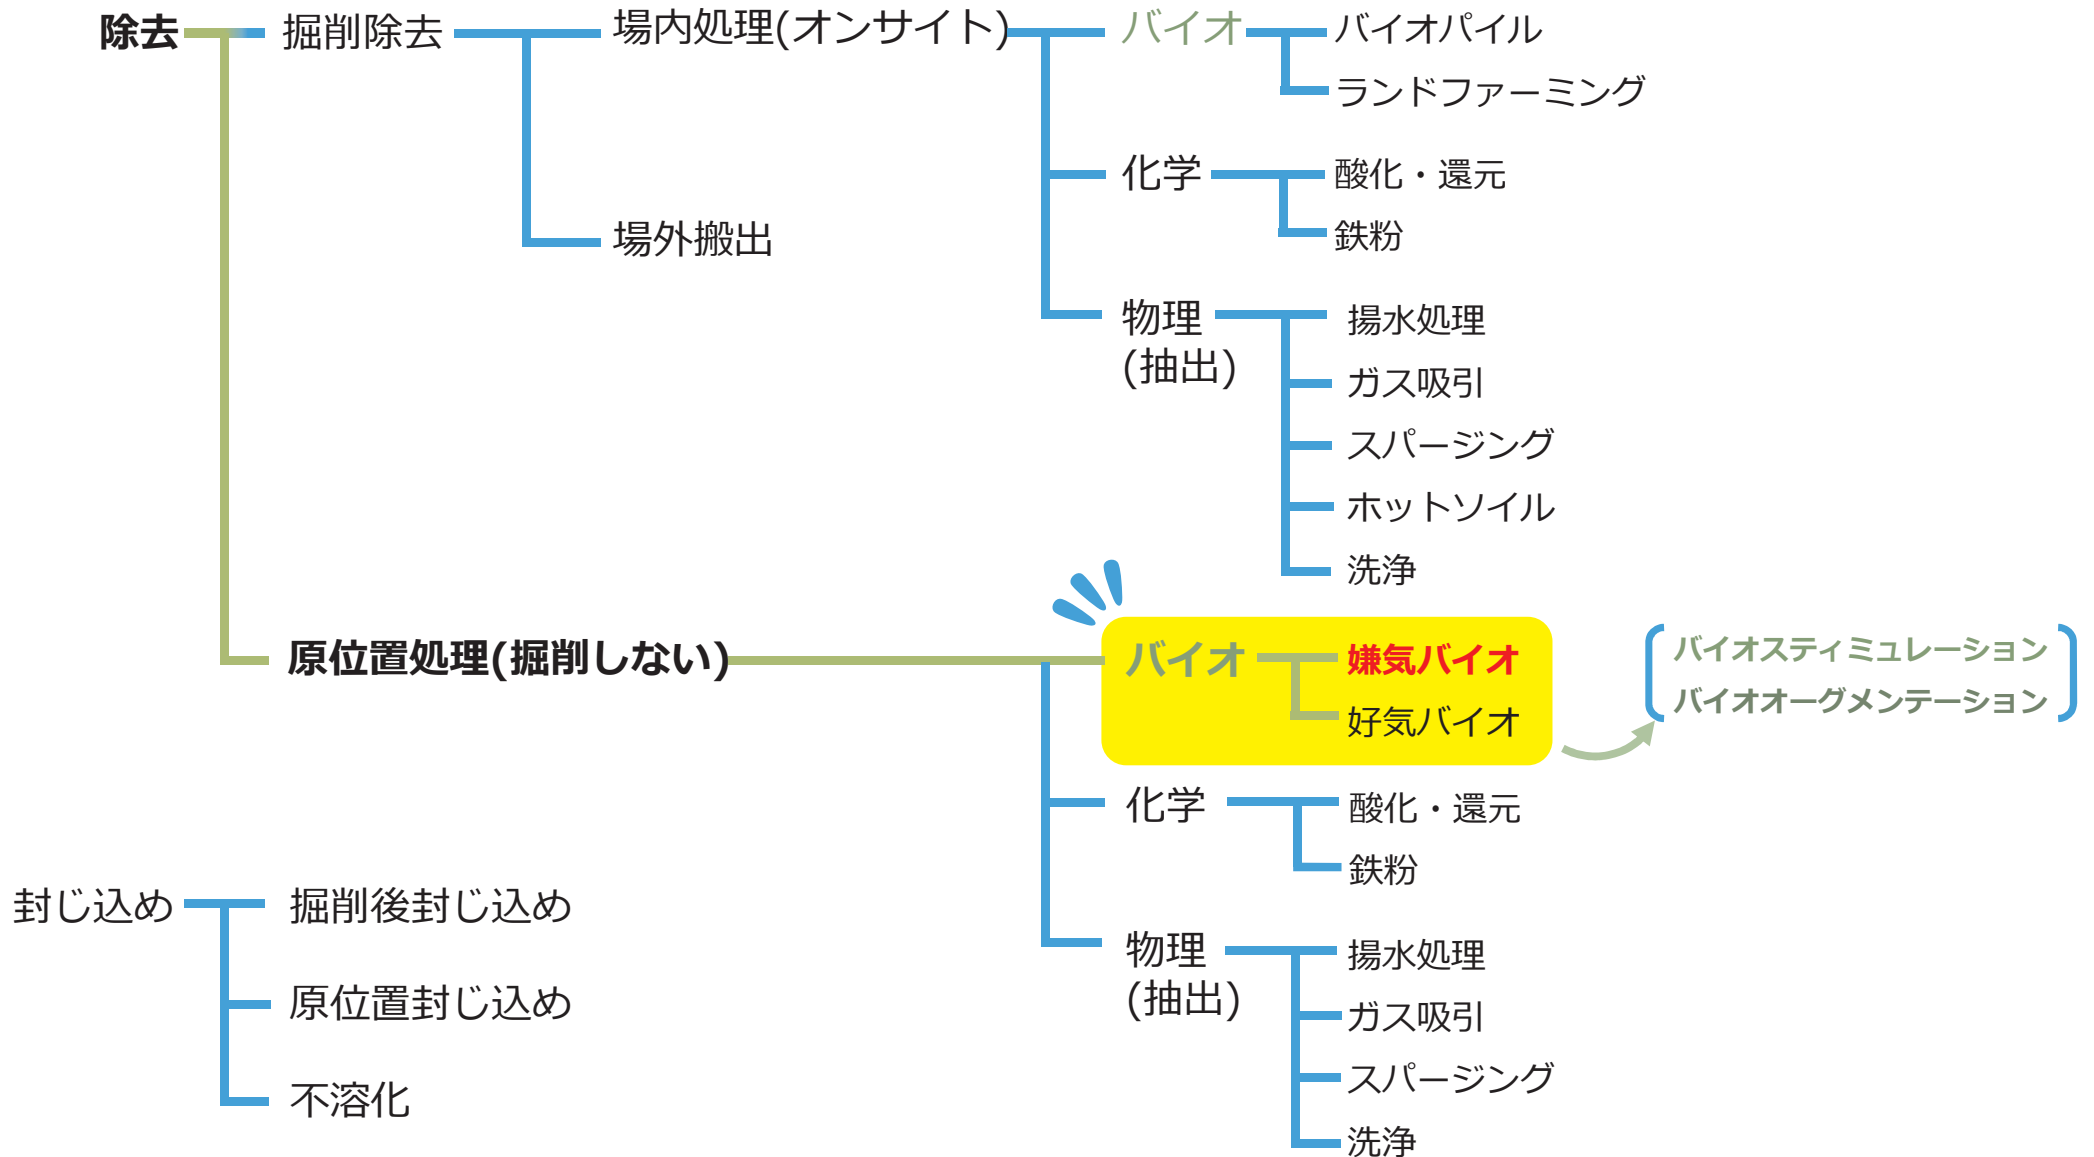 除去
掘削除去
場内処理(オンサイト)
バイオ
バイオパイル
ランドファーミング
化学
酸化・還元
鉄粉
場外搬出
物理
(抽出)
揚水処理
ガス吸引
スパージング
ホットソイル
洗浄
原位置処理(掘削しない)
バイオ
嫌気バイオ
好気バイオ
バイオスティミュレーション
バイオオーグメンテーション
化学
酸化・還元
鉄粉
物理
(抽出)
揚水処理
ガス吸引
スパージング
洗浄
封じ込め
掘削後封じ込め
原位置封じ込め
不溶化